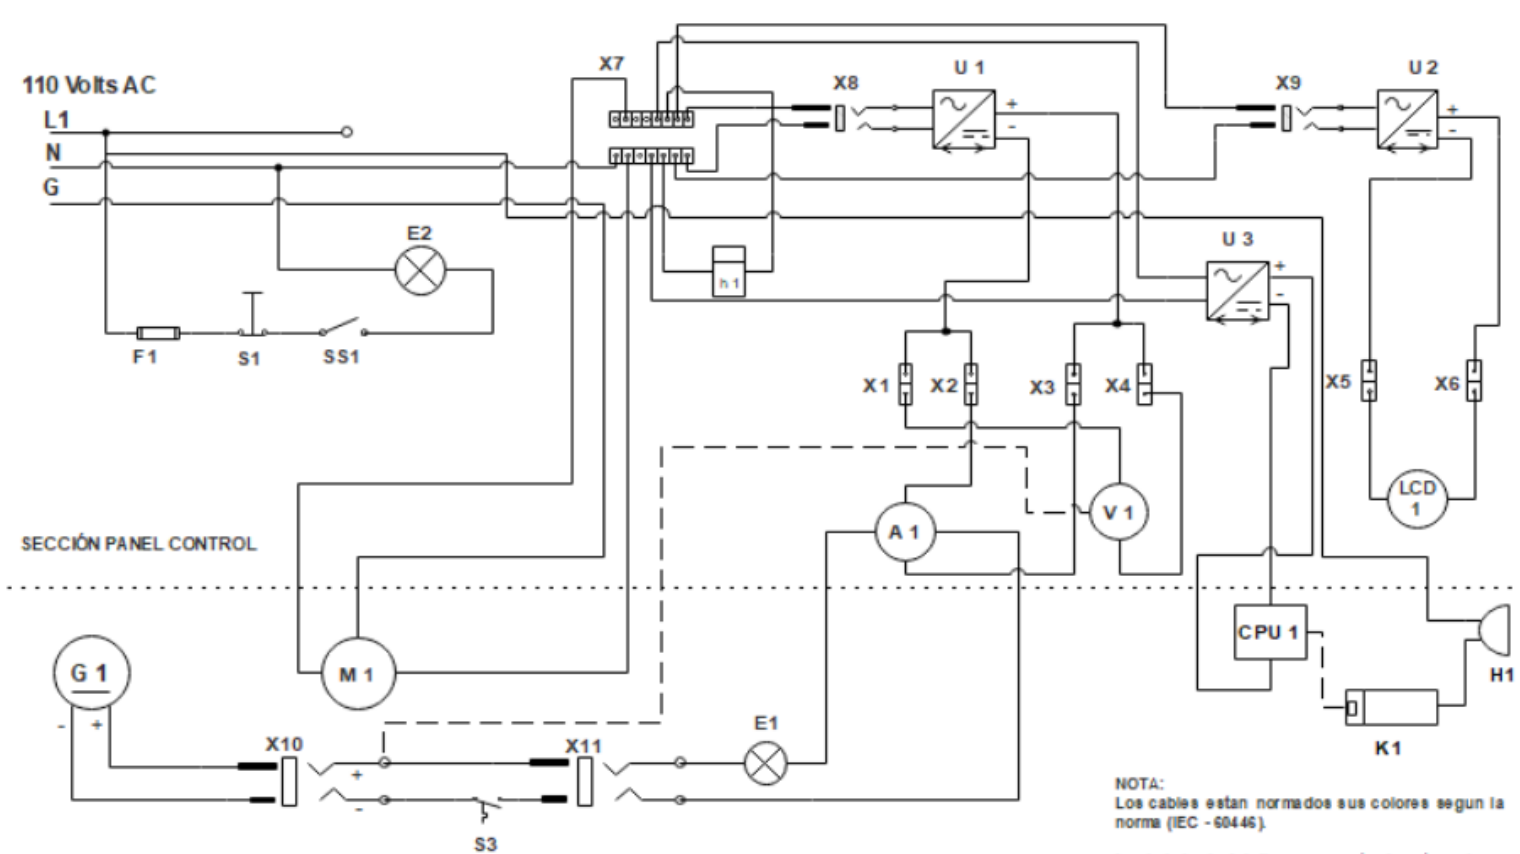 X7
U 1
X8
X9
U 2
110 Volts AC
L1
N
G
+
-
+
-
E2
U 3
+
-
h 1
F1
S1
SS1
X1
X2
X3
X4
X5
X6
LCD
1
A 1
V 1
SECCIÓN PANEL CONTROL
CPU 1
G 1
M 1
H1
-
+
X10
X11
E1
K1
+
-
S3
NOTA:
Los cables estan normados sus colores segun la
norma (IEC - 60446).